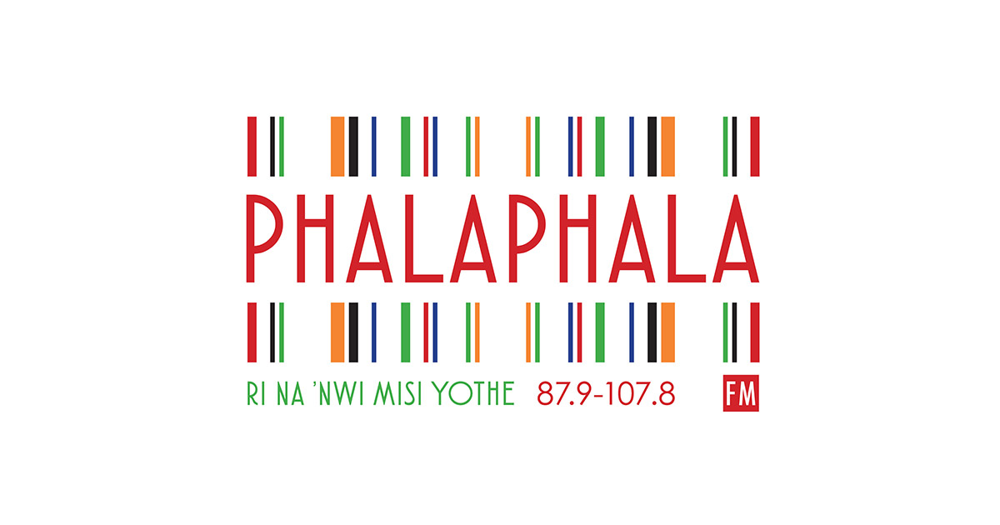 PHALAPHALA
RI NA 'NWI MISI YOTHE 87.9-107.8 FM